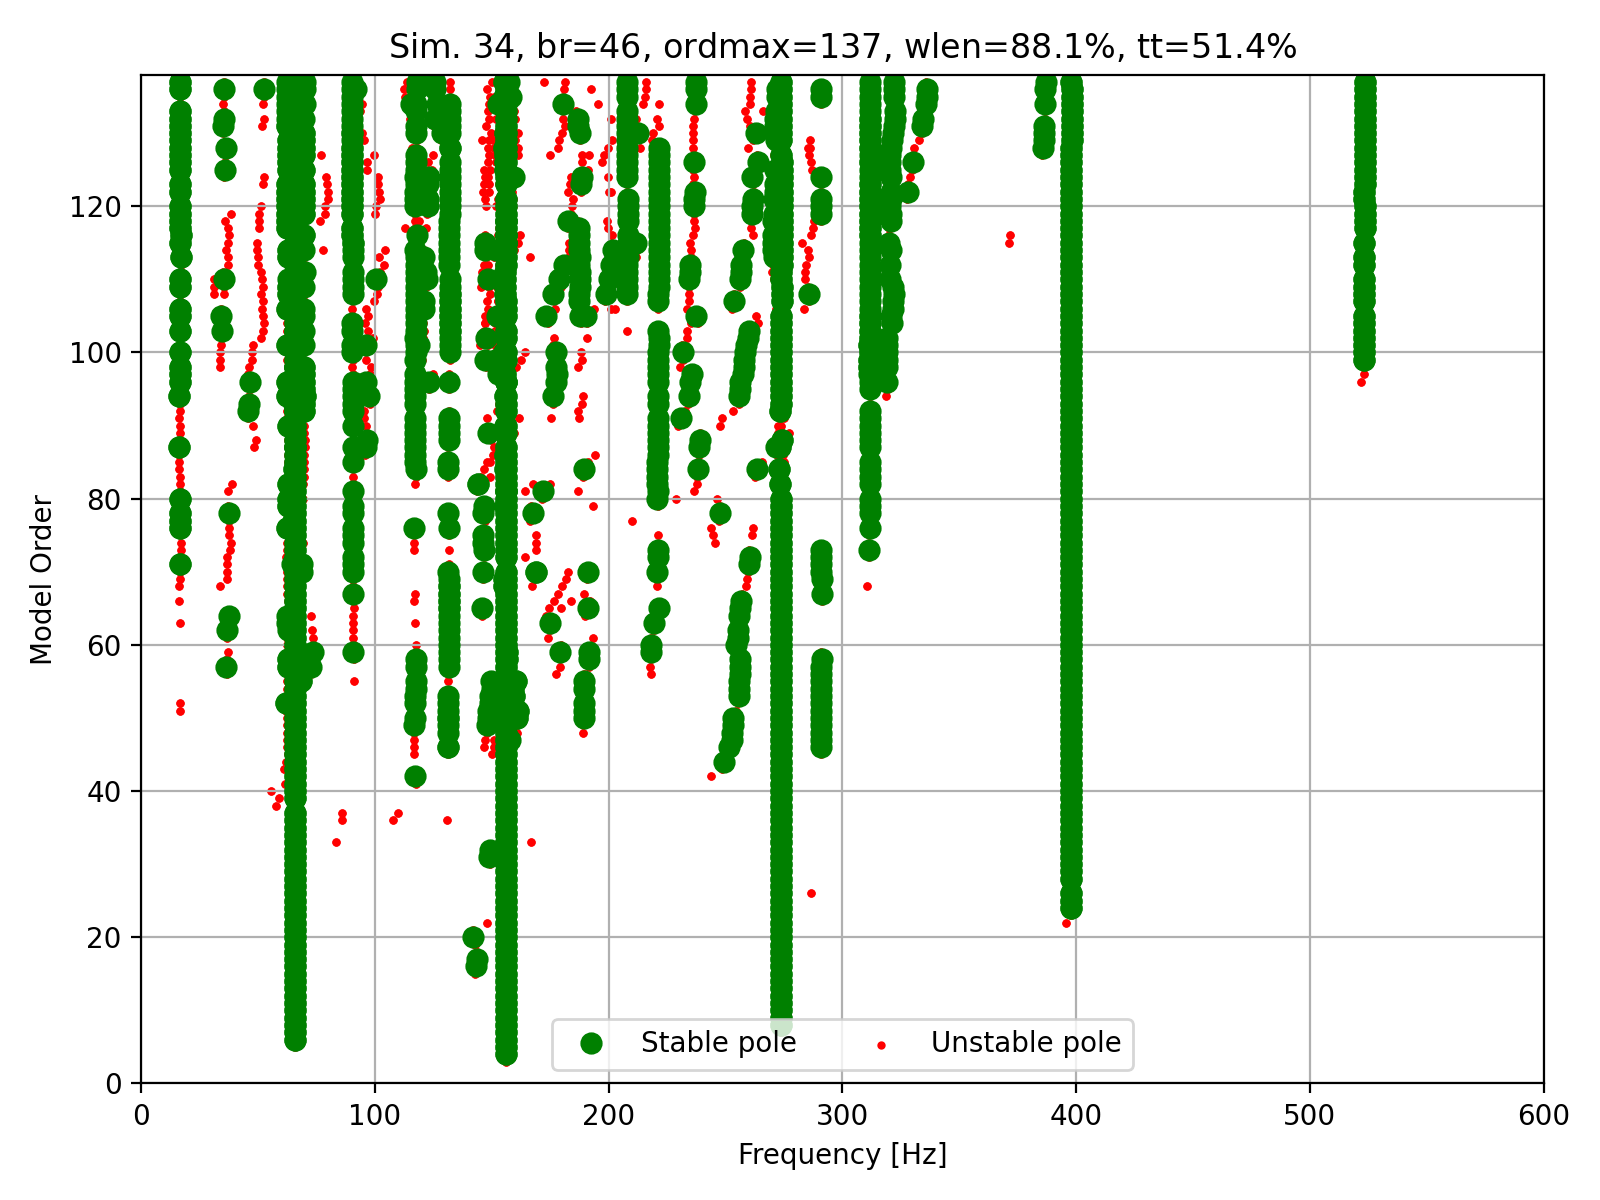 Sim. 34, br=46, ordmax=137, wlen=88.1%, tt=51.4%
Model Order
120
100
80
60
40
20
0
Stable pole
Unstable pole
0
100
200
300
400
500
600
Frequency [Hz]